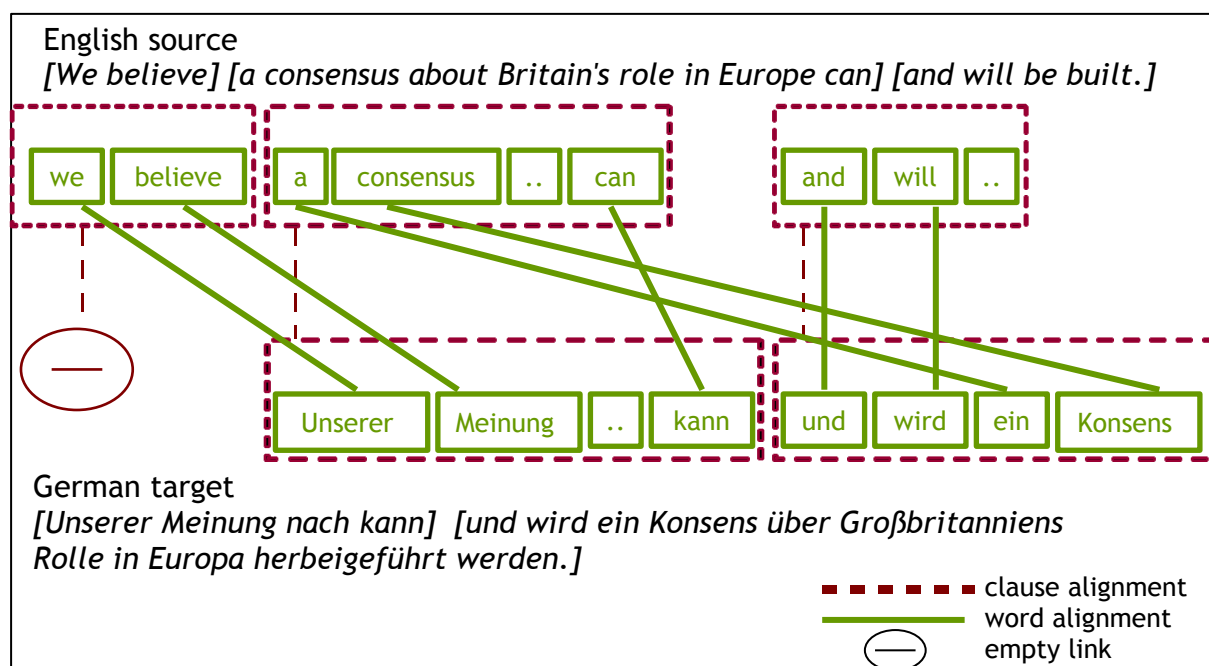 English source
[We believe] [a consensus about Britain's role in Europe can] [and will be built.]
we believe a consensus .. can and will ..
Unserer Meinung .. kann und wird ein Konsens
German target
[Unserer Meinung nach kann] [und wird ein Konsens über Großbritanniens
Rolle in Europa herbeigeführt werden.]
clause alignment
word alignment
empty link